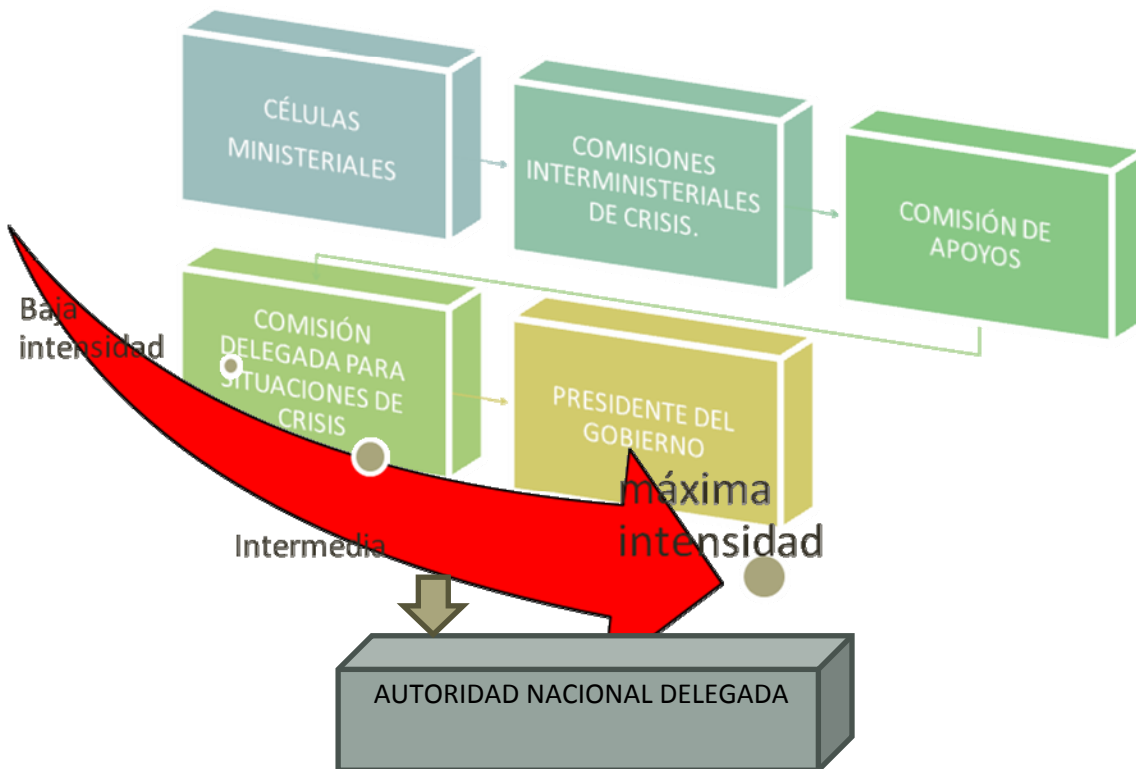 CÉLULAS
MINISTERIALES
COMISIONES
INTERMINISTERIALES
DE CRISIS.
COMISIÓN DE
APOYOS
Baja
intensidad
COMISIÓN
DELEGADA PARA
SITUACIONES DE
CRISIS
PRESIDENTE DEL
GOBIERNO
máxima
intensidad
Intermédia
AUTORIDAD NACIONAL DELEGADA